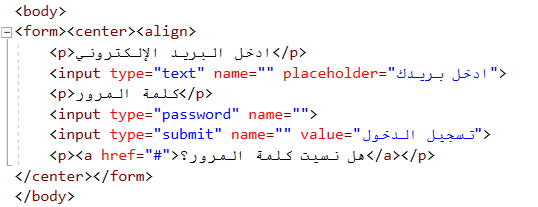 <body>
<form><center><align>
<p>ادخل البريد الإلكتروني</p>
<input type="text" name="" placeholder="ادخل بريدك">
<p>كلمة المرور</p>
<input type="password" name="">
<input type="submit" name="" value="تسجيل الدخول">
<p><a href="#">هل نسيت كلمة المرور؟</a></p>
</center></form>
</body>